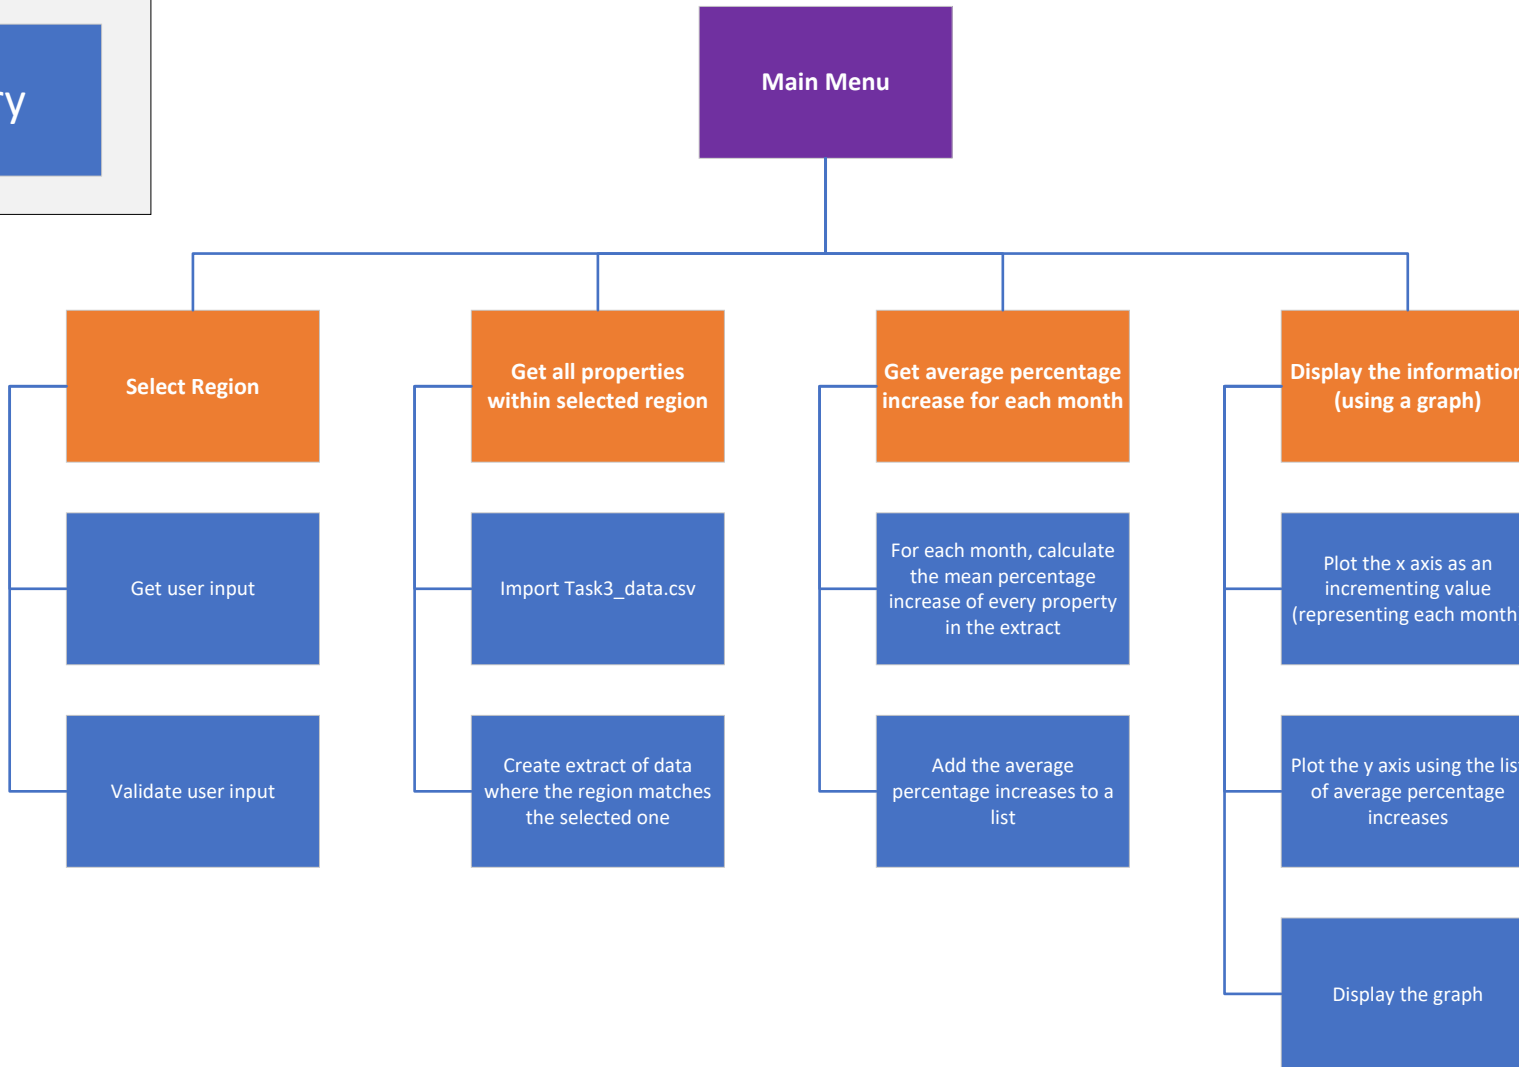 ry
Main Menu
Select Region
Get user input
Validate user input
Get all properties
within selected region
Import Task3_data.csv
Create extract of data
where the region matches
the selected one
Get average percentage
increase for each month
For each month, calculate
the mean percentage
increase of every property
in the extract
Add the average
percentage increases to a
list
Display the information
(using a graph)
Plot the x axis as an
incrementing value
(representing each month
Plot the y axis using the list
of average percentage
increases
Display the graph